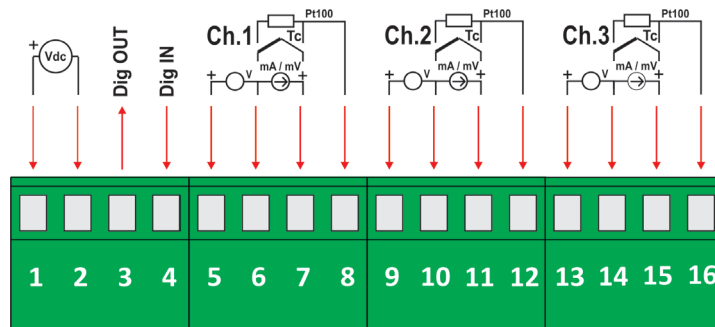 + Vdc
Dig OUT
Dig IN
Ch.1
Pt100
Tc
mA / mV
+ V +
Ch.2
Pt100
Tc
mA / mV
+ V +
Ch.3
Pt100
Tc
mA / mV
+ V +
1 2 3 4 5 6 7 8 9 10 11 12 13 14 15 16